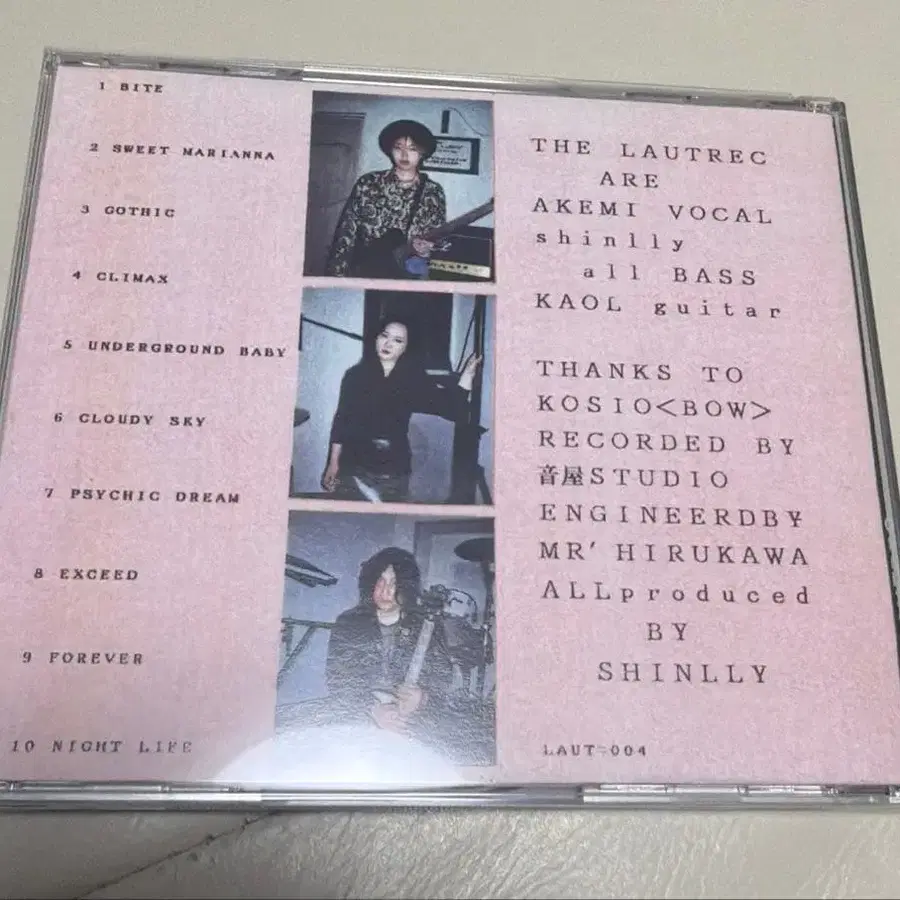 1 BITE
2 SWEET MARIANNA
3 GOTHIC
4 CLIMAX
5 UNDERGROUND BABY
6 CLOUDY SKY
7 PSYCHIC DREAM
8 EXCEED
9 FOREVER
10 NIGHT LIFE
THE LAUTREC
ARE
AKEMI VOCAL
shinlly
all BASS
KAOL guitar
THANKS TO
KOSIO<BOW>
RECORDED BY
音屋STUDIO
ENGINEERDBY
MR' HIRUKAWA
ALLproduced
BY
SHINLLY
LAUT-004